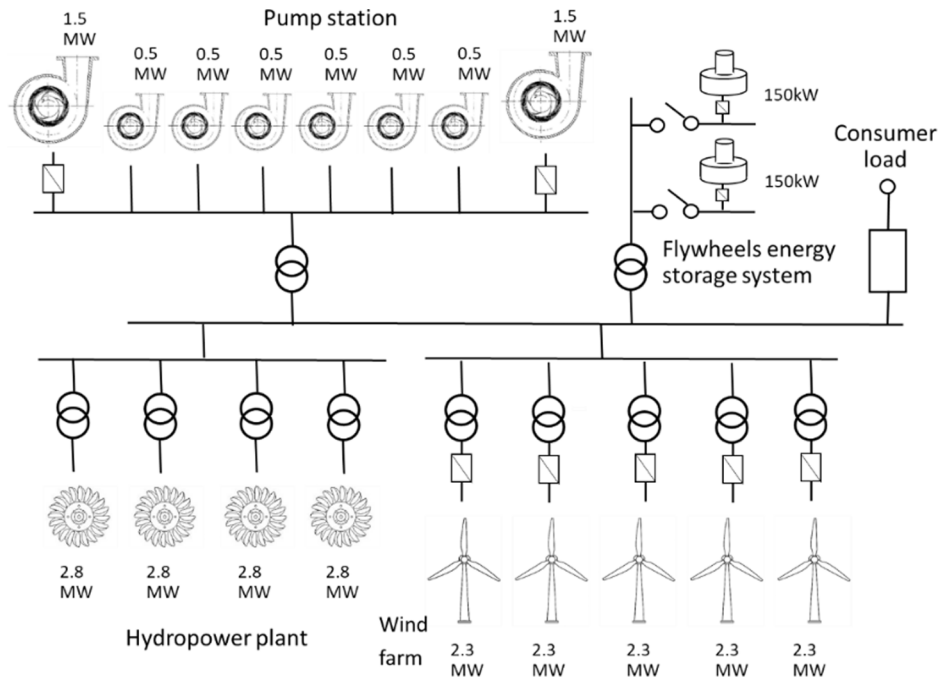 Pump station
1.5
MW
0.5
MW
0.5
MW
0.5
MW
0.5
MW
0.5
MW
0.5
MW
1.5
MW
150kW
150kW
Consumer
load
Flywheels energy
storage system
2.8
MW
2.8
MW
2.8
MW
2.8
MW
Hydropower plant
Wind
farm
2.3
MW
2.3
MW
2.3
MW
2.3
MW
2.3
MW